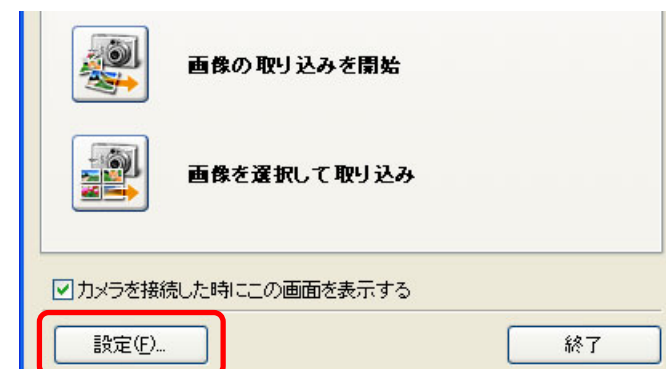 画像の取り込みを開始
画像を選択して取り込み
カメラを接続した時にこの画面を表示する
設定(F)...
終了